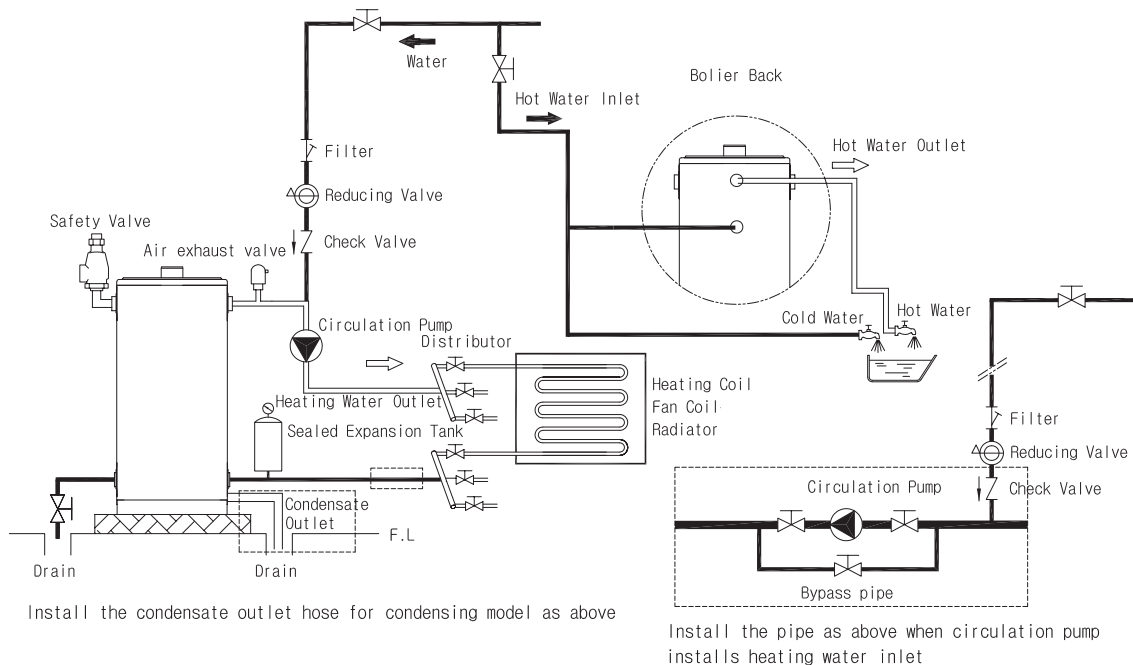 Water
Bolier Back
Hot Water Inlet
Hot Water Outlet
Filter
Reducing Valve
Safety Valve
Check Valve
Air exhaust valve
Cold Water
Hot Water
Circulation Pump
Distributor
Heating Coil
Fan Coil
Radiator
Heating Water Outlet
Sealed Expansion Tank
Filter
Reducing Valve
Circulation Pump
Check Valve
Condensate
Outlet
F.L
Drain
Drain
Bypass pipe
Install the condensate outlet hose for condensing model as above
Install the pipe as above when circulation pump
installs heating water inlet